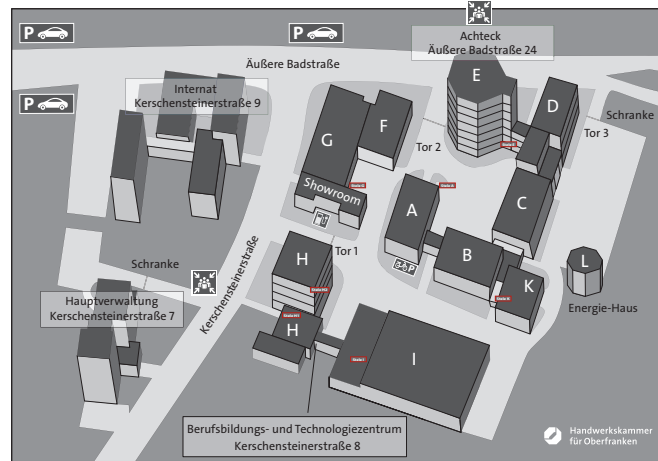 P
P
P
Achteck
Äußere Badstraße 24
Äußere Badstraße
Internat
Kerschensteinerstraße 9
E
D
Schranke
F
G
Tor 2
Tor 3
Showroom
A
C
Tor 1
Schranke
H
B
L
K
P
Hauptverwaltung
Kerschensteinerstraße 7
Kerschensteinerstraße
Energie-Haus
H
I
Berufsbildungs- und Technologiezentrum
Kerschensteinerstraße 8
Handwerkskammer
für Oberfranken